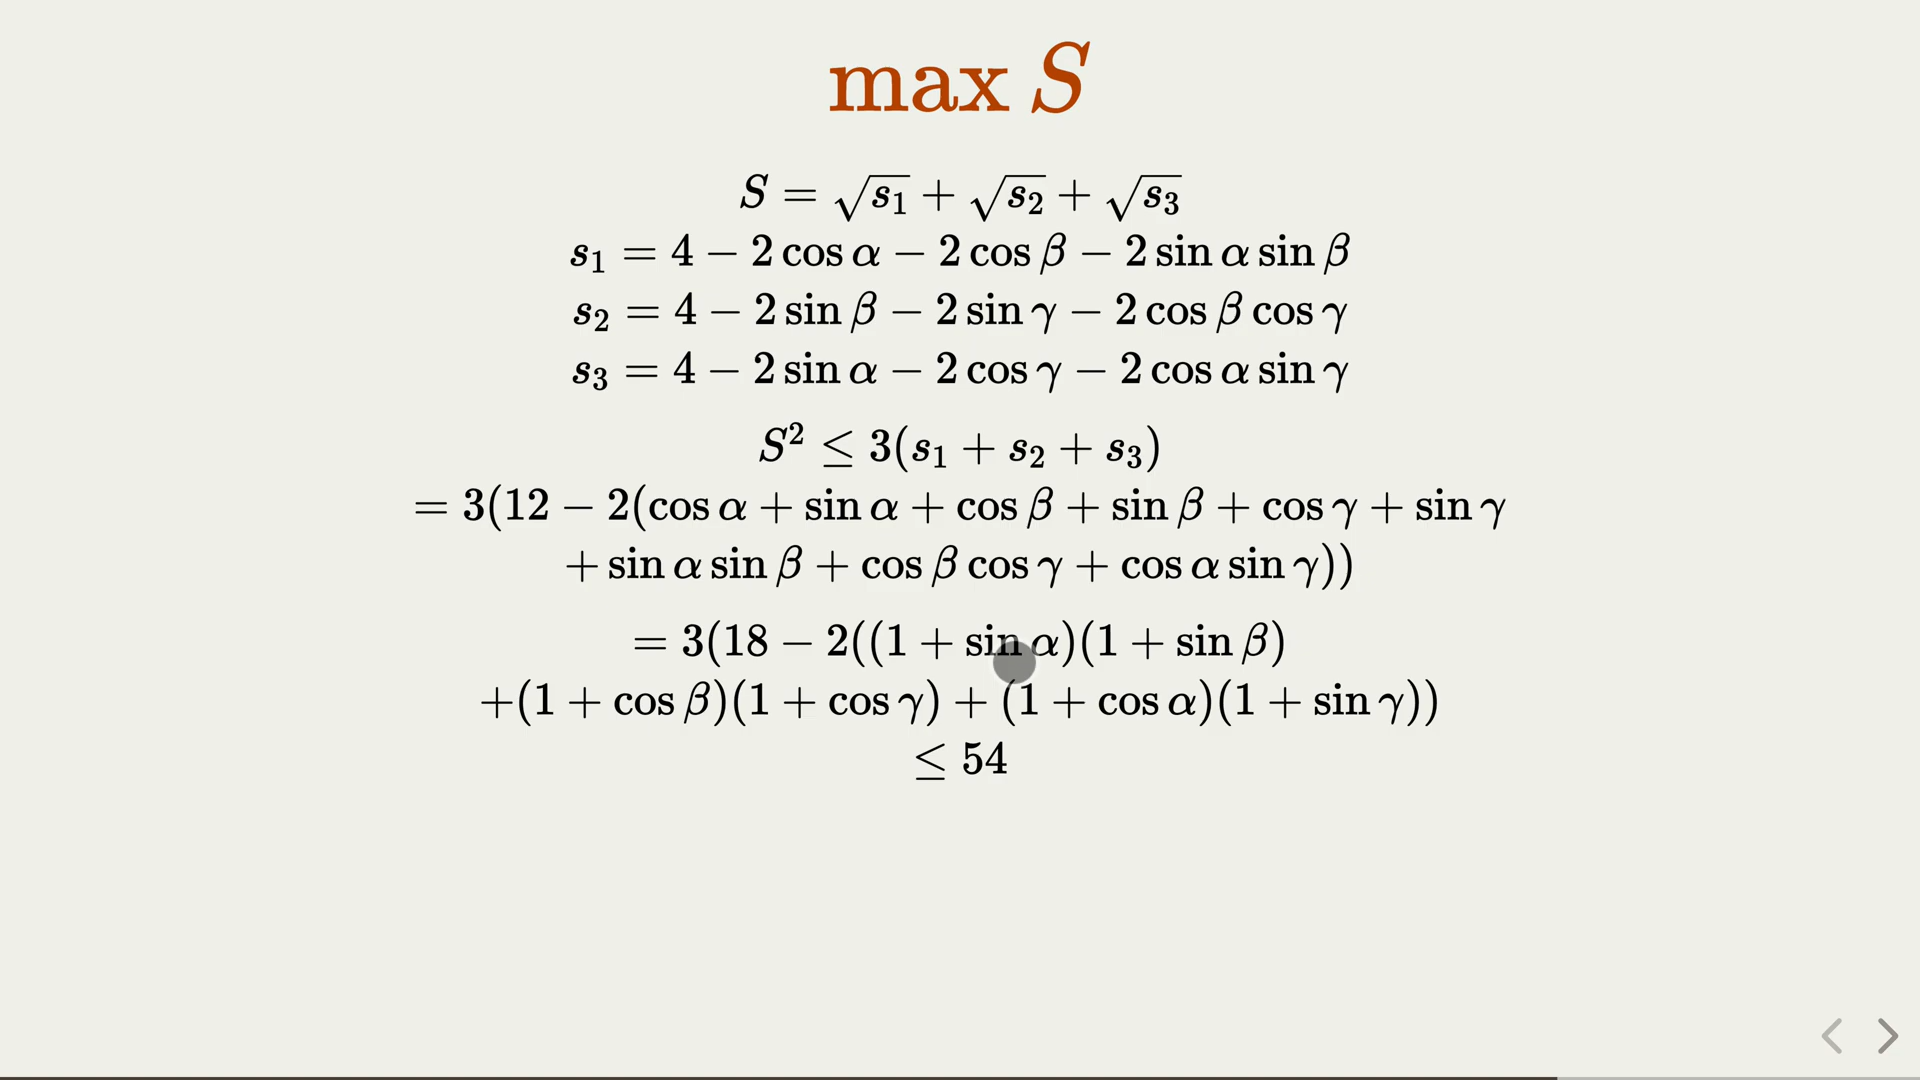 max S
S = √s₁ + √s₂ + √s₃
s₁ = 4 − 2 cos α − 2 cos β − 2 sin α sin β
s₂ = 4 − 2 sin β − 2 sin γ − 2 cos β cos γ
s₃ = 4 − 2 sin α − 2 cos γ − 2 cos α sin γ
S² ≤ 3(s₁ + s₂ + s₃)
= 3(12 − 2(cos α + sin α + cos β + sin β + cos γ + sin γ
+ sin α sin β + cos β cos γ + cos α sin γ))
= 3(18 − 2((1 + sin α)(1 + sin β)
+(1 + cos β)(1 + cos γ) + (1 + cos α)(1 + sin γ))
≤ 54